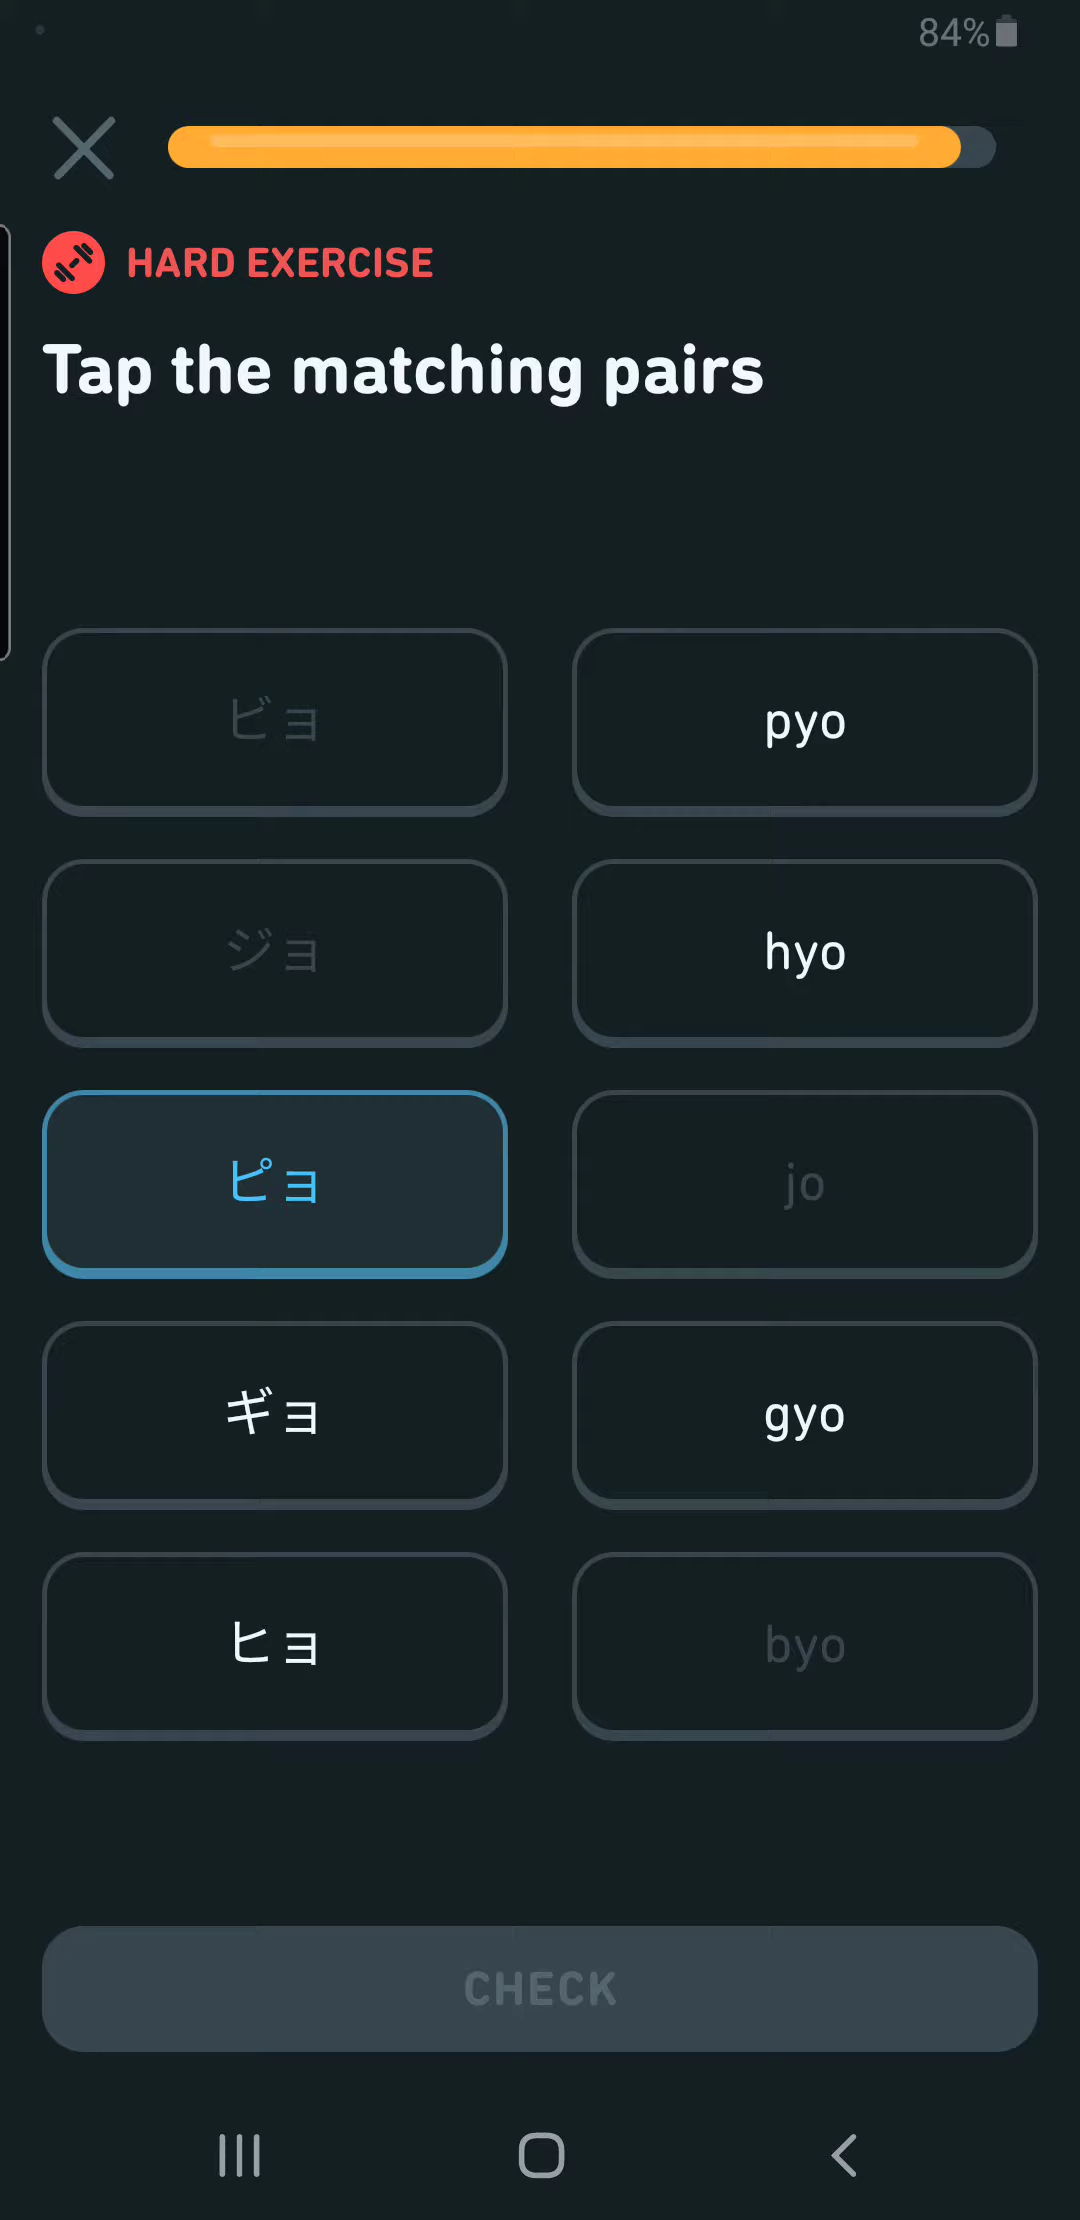 84%
HARD EXERCISE
Tap the matching pairs
ビョ
pyo
ジョ
hyo
ピョ
jo
ギョ
gyo
ヒョ
byo
CHECK